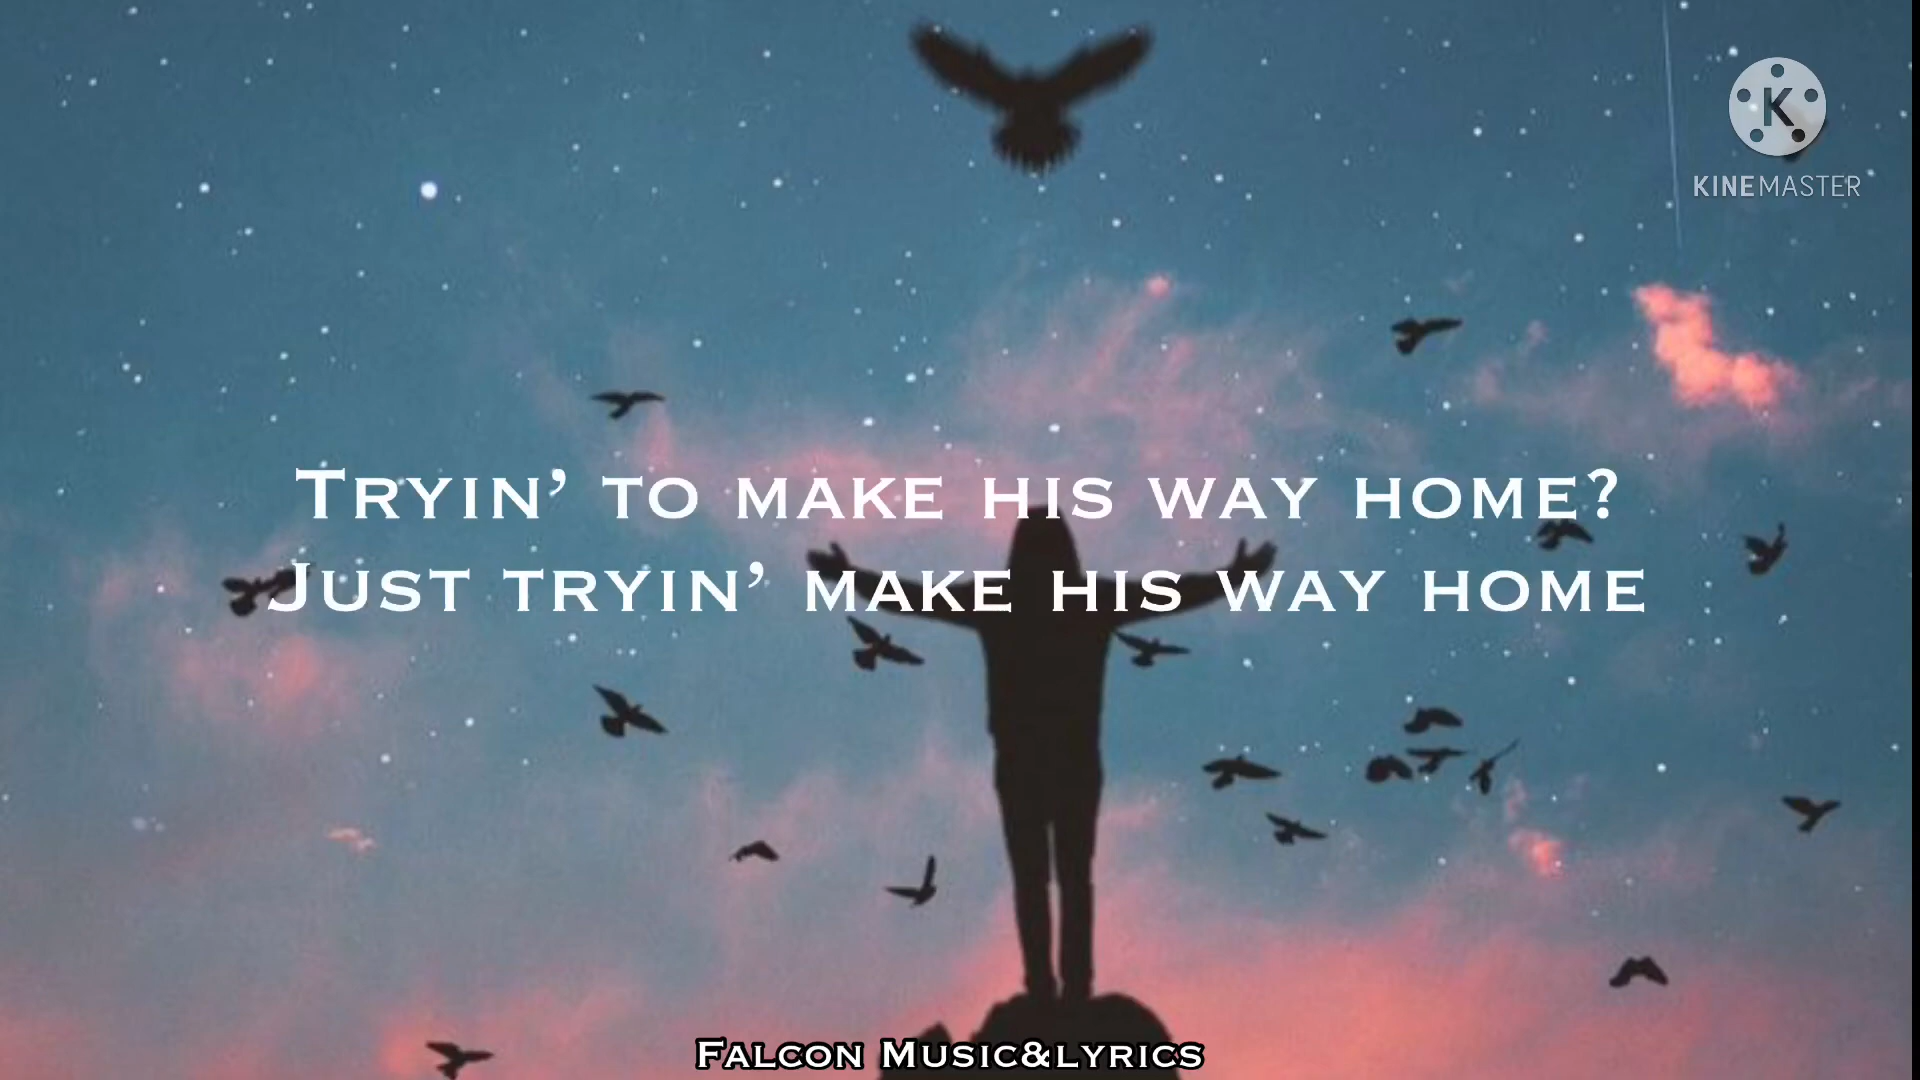 K
KINEMASTER
Tryin’ to make his way home?
Just tryin’ make his way home
Falcon Music&lyrics